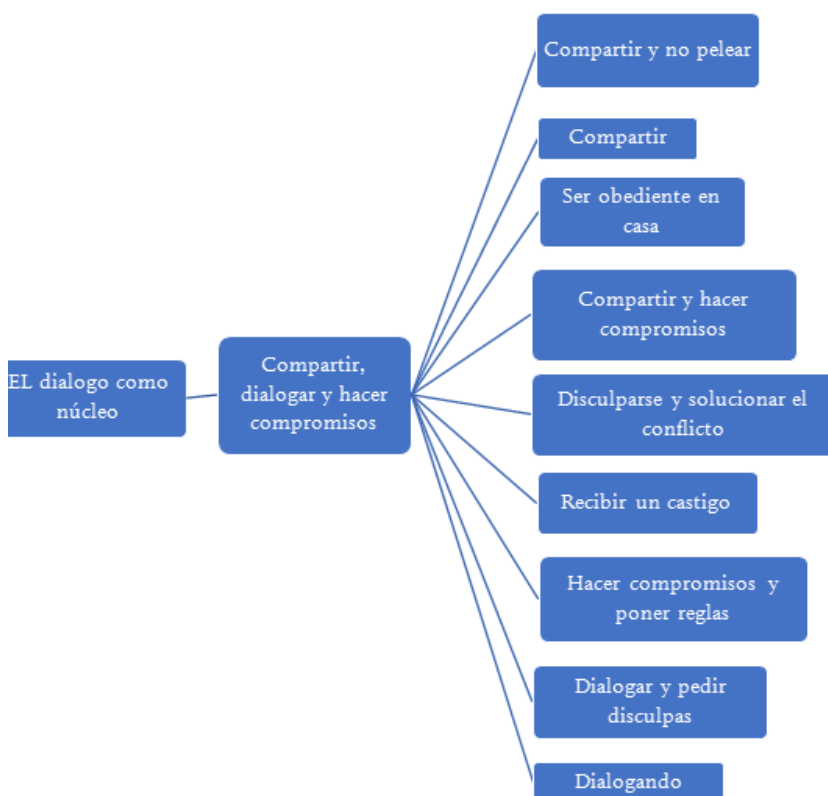 Compartir y no pelear
Compartir
Ser obediente en
casa
Compartir y hacer
compromisos
EL dialogo como
núcleo
Compartir,
dialogar y hacer
compromisos
Disculparse y solucionar el
conflicto
Recibir un castigo
Hacer compromisos y
poner reglas
Dialogar y pedir
disculpas
Dialogando